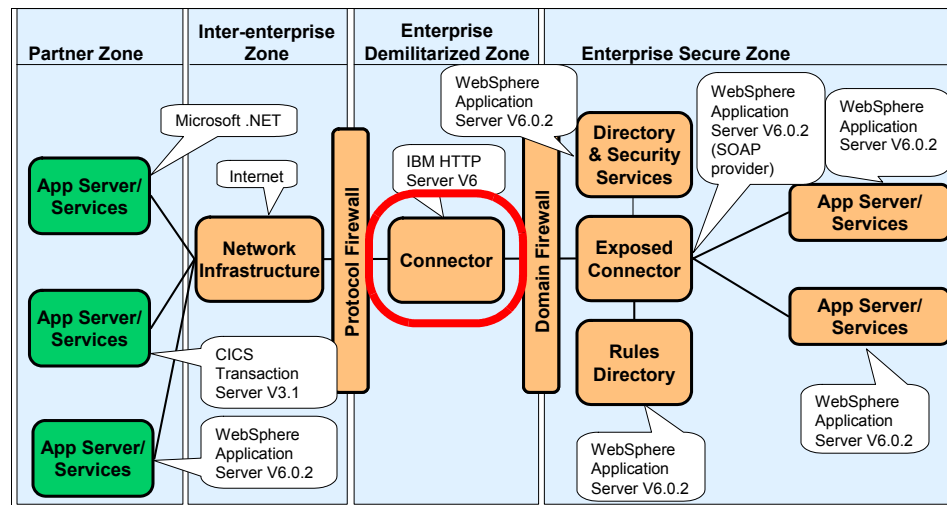 Partner Zone
Inter-enterprise
Zone
Enterprise
Demilitarized Zone
Enterprise Secure Zone
Microsoft .NET
App Server/
Services
App Server/
Services
CICS
Transaction
Server V3.1
App Server/
Services
WebSphere
Application
Server V6.0.2
Internet
Network
Infrastructure
Protocol Firewall
IBM HTTP
Server V6
Connector
Domain Firewall
WebSphere
Application
Server V6.0.2
Directory
& Security
Services
Exposed
Connector
Rules
Directory
WebSphere
Application
Server V6.0.2
WebSphere
Application
Server V6.0.2
(SOAP
provider)
WebSphere
Application
Server V6.0.2
App Server/
Services
App Server/
Services
WebSphere
Application
Server V6.0.2